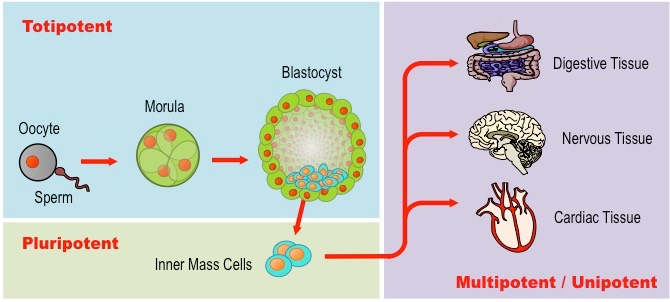 Totipotent
Blastocyst
Morula
Oocyte
Sperm
Pluripotent
Inner Mass Cells
Digestive Tissue
Nervous Tissue
Cardiac Tissue
Multipotent / Unipotent